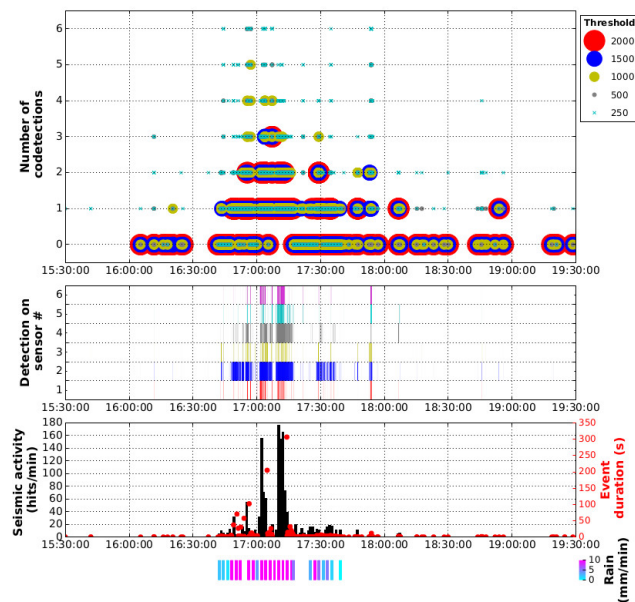 Threshold
2000
1500
1000
500
250
Number of
codetections
6
5
4
3
2
1
0
15:30:00 16:00:00 16:30:00 17:00:00 17:30:00 18:00:00 18:30:00 19:00:00 19:30:00
Detection on
sensor #
6
5
4
3
2
1
15:30:00 16:00:00 16:30:00 17:00:00 17:30:00 18:00:00 18:30:00 19:00:00 19:30:00
Seismic activity
(hits/min)
180
160
140
120
100
80
60
40
20
0
350
300
250
200
150
100
50
0
Event
duration (s)
15:30:00 16:00:00 16:30:00 17:00:00 17:30:00 18:00:00 18:30:00 19:00:00 19:30:00
10
5
0
Rain
(mm/min)